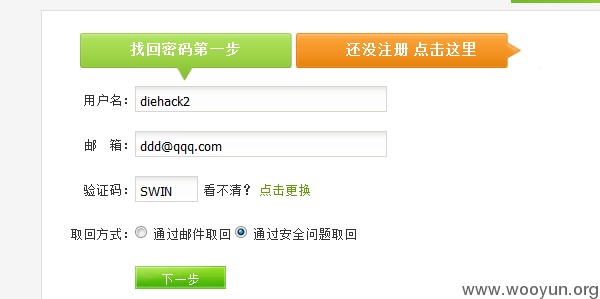 找回密码第一步 还没注册 点击这里
用户名： diehack2
邮 箱： ddd@qqq.com
验证码： SWIN 看不清？ 点击更换
取回方式： 通过邮件取回 通过安全问题取回
下一步
www.wooyun.org